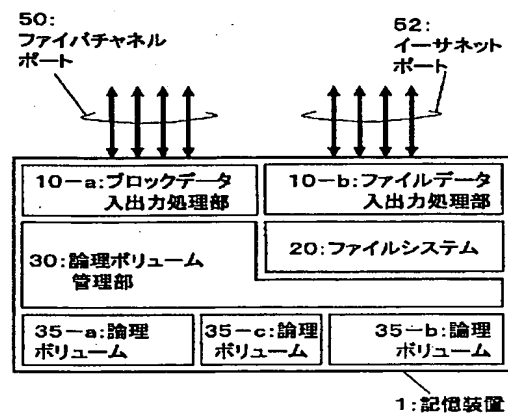 50:
ファイバチャネル
ポート
52:
イーサネット
ポート
10－a:ブロックデータ
入出力処理部
10－b:ファイルデータ
入出力処理部
30:論理ボリューム
管理部
20:ファイルシステム
35－a:論理
ボリューム
35－c:論理
ボリューム
35－b:論理
ボリューム
1:記憶装置